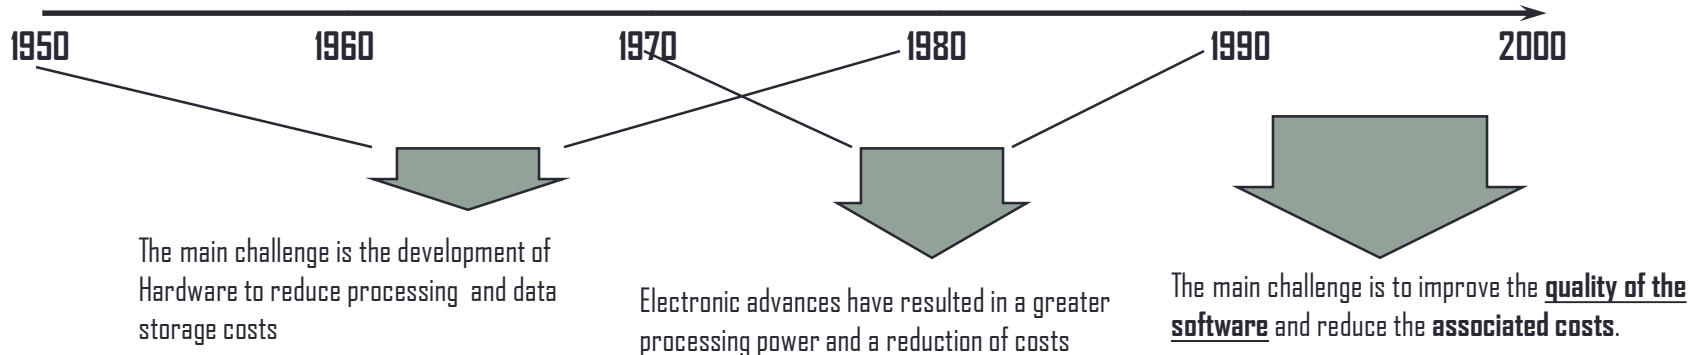 1950 1960 1970 1980 1990 2000
The main challenge is the development of
Hardware to reduce processing and data
storage costs
Electronic advances have resulted in a greater
processing power and a reduction of costs
The main challenge is to improve the quality of the
software and reduce the associated costs.